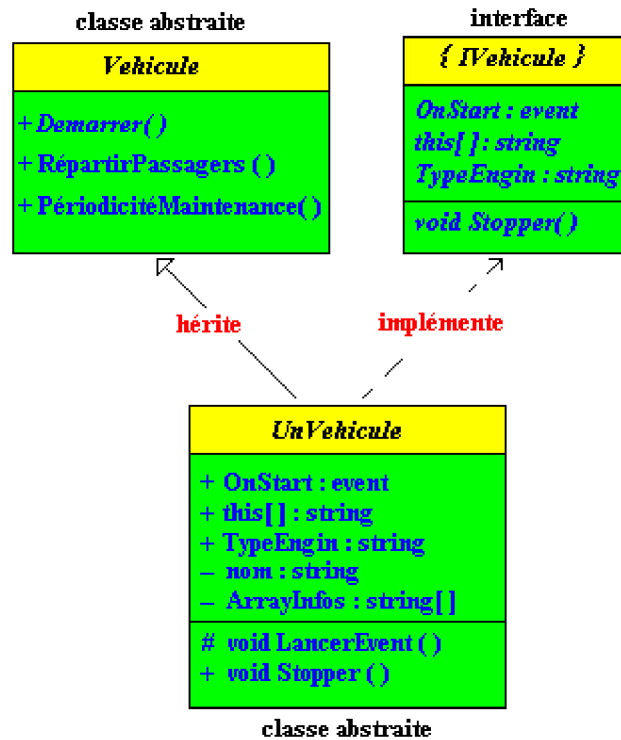 classe abstraite
Vehicule
+ Demarrer()
+ RépartirPassagers ()
+ PériodicitéMaintenance()
interface
{ IVehicule }
OnStart : event
this[ ]: string
TypeEngin : string
void Stopper()
hérite
implémente
UnVehicule
+ OnStart : event
+ this[] : string
+ TypeEngin : string
– nom : string
– ArrayInfos : string[ ]
# void LancerEvent ()
+ void Stopper ()
classe abstraite